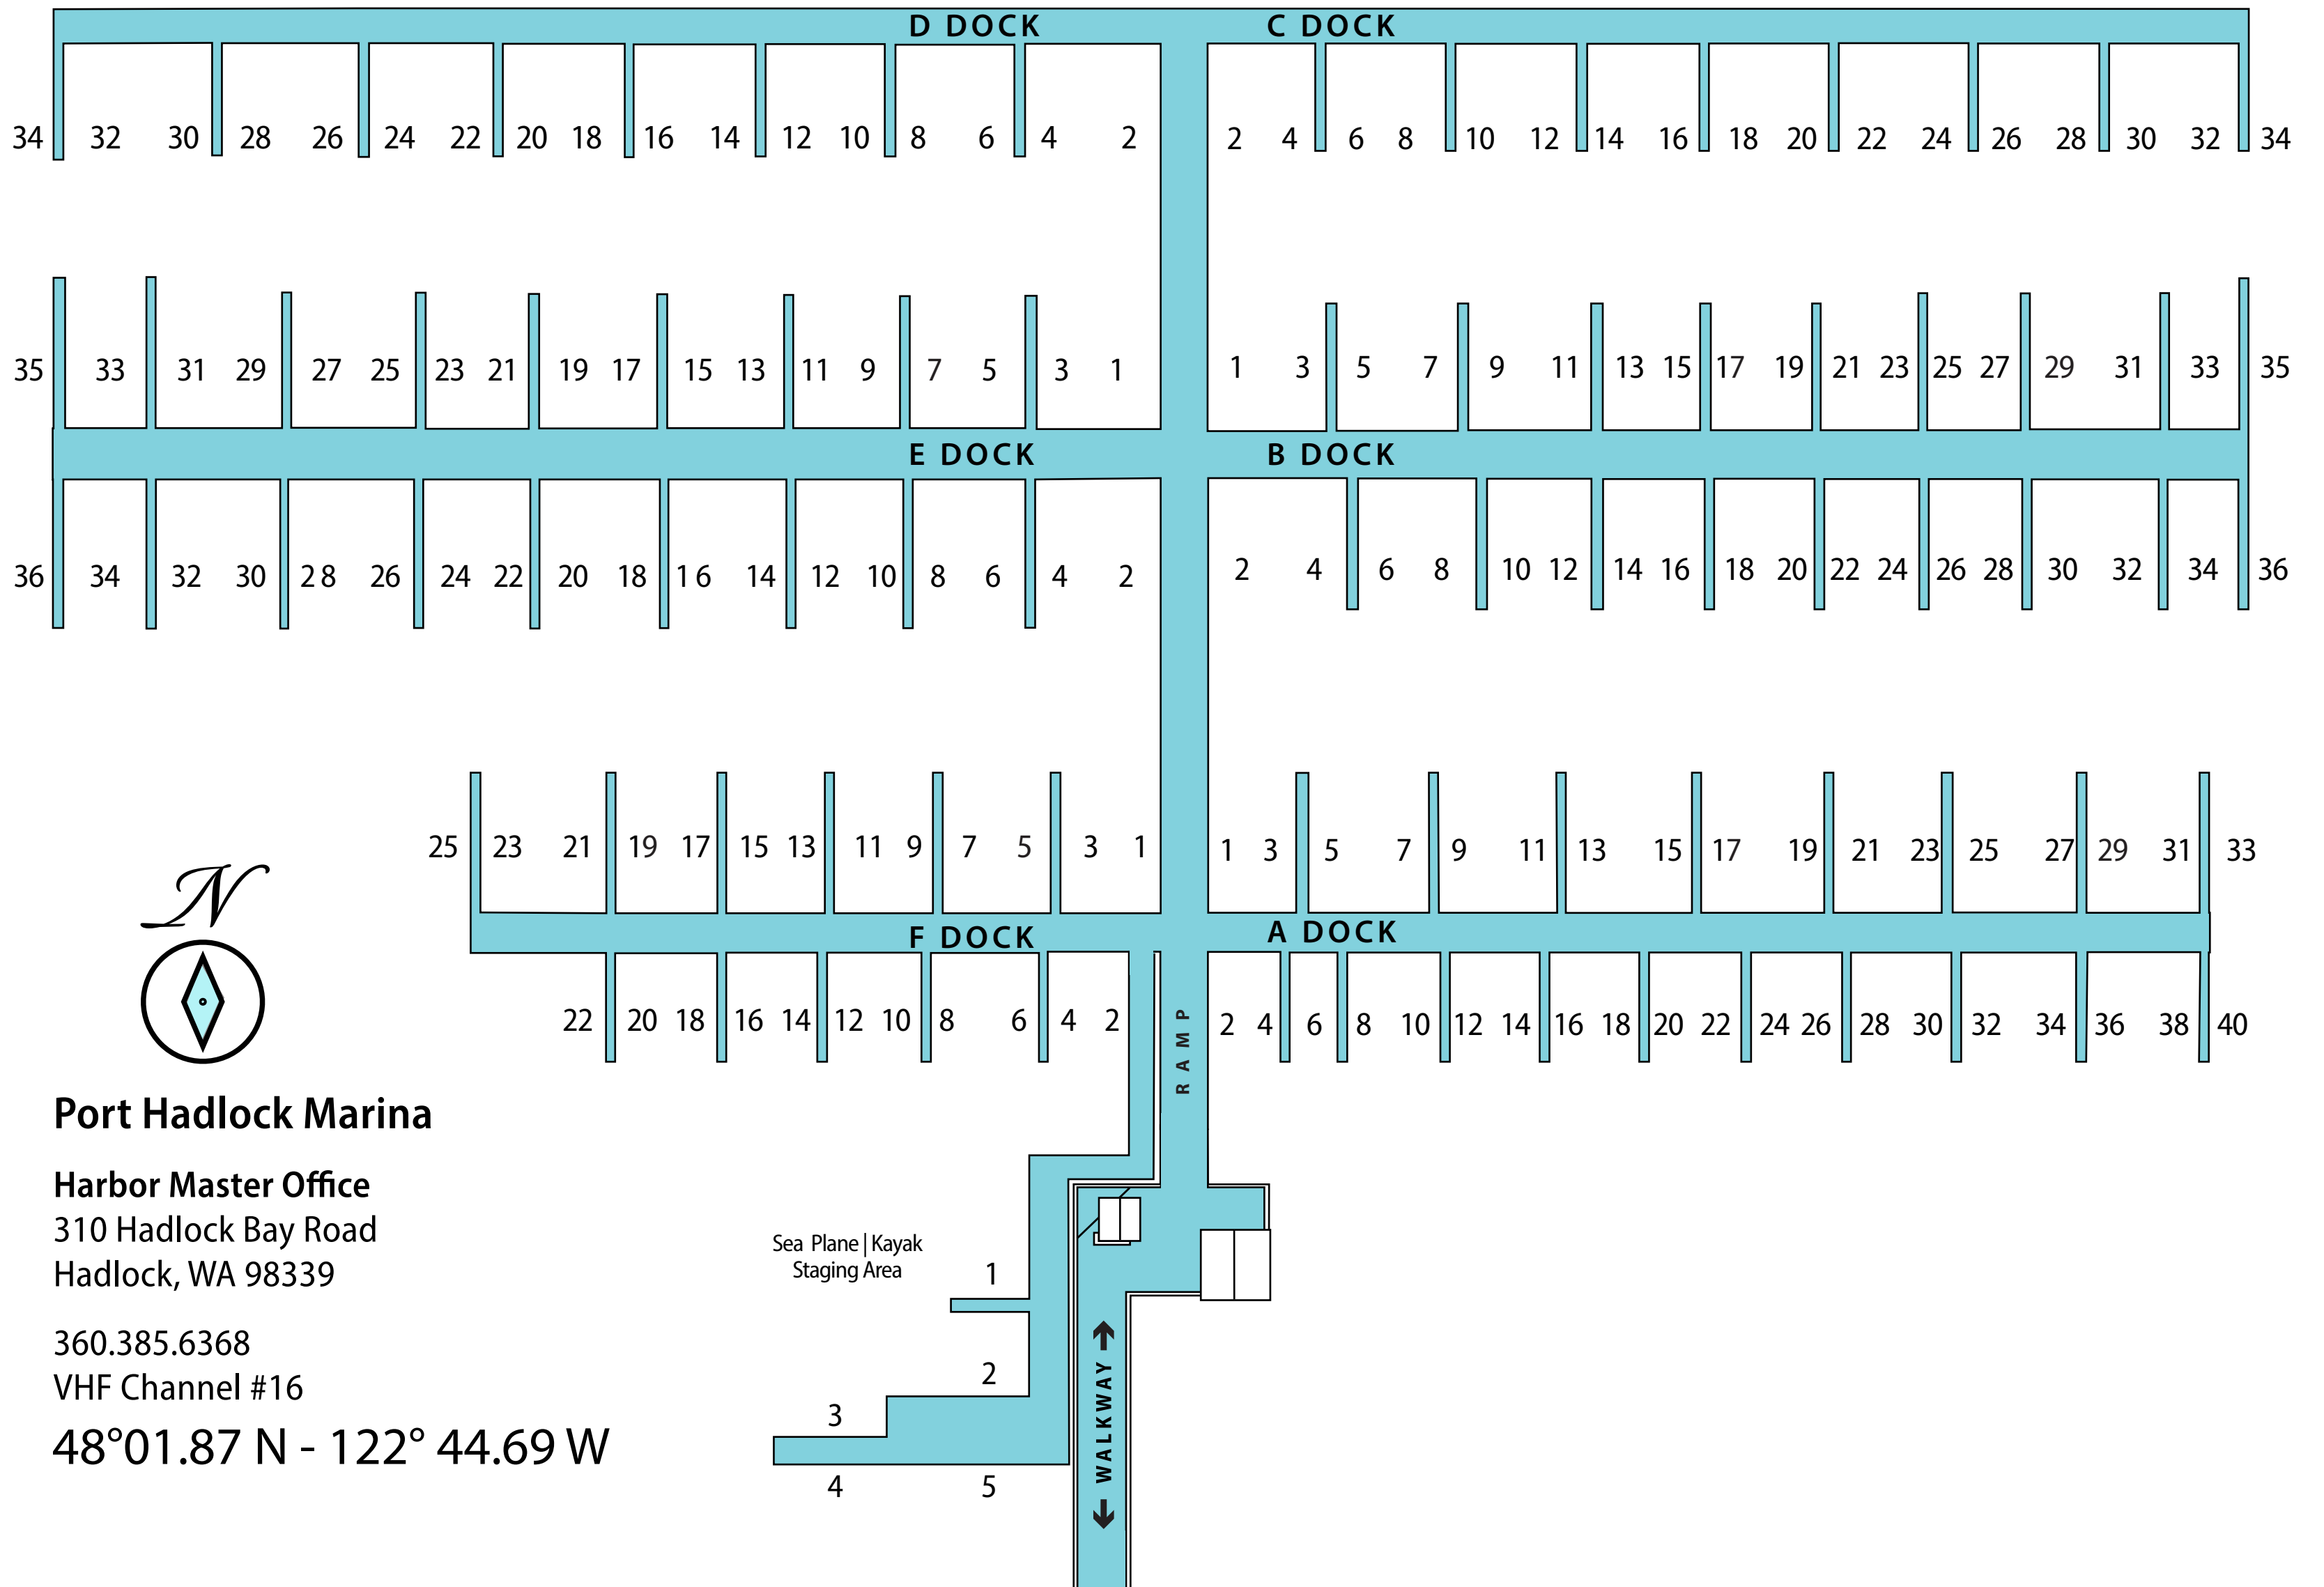 D DOCK C DOCK
34 32 30 28 26 24 22 20 18 16 14 12 10 8 6 4 2 2 4 6 8 10 12 14 16 18 20 22 24 26 28 30 32 34
35 33 31 29 27 25 23 21 19 17 15 13 11 9 7 5 3 1 1 3 5 7 9 11 13 15 17 19 21 23 25 27 29 31 33 35
E DOCK B DOCK
36 34 32 30 28 26 24 22 20 18 16 14 12 10 8 6 4 2 2 4 6 8 10 12 14 16 18 20 22 24 26 28 30 32 34 36
25 23 21 19 17 15 13 11 9 7 5 3 1 1 3 5 7 9 11 13 15 17 19 21 23 25 27 29 31 33
N
F DOCK A DOCK
22 20 18 16 14 12 10 8 6 4 2 2 4 6 8 10 12 14 16 18 20 22 24 26 28 30 32 34 36 38 40
RAMP
Port Hadlock Marina
Harbor Master Office
310 Hadlock Bay Road
Hadlock, WA 98339
360.385.6368
VHF Channel #16
48°01.87 N - 122° 44.69 W
Sea Plane | Kayak
Staging Area
1
2
3
4 5
WALKWAY